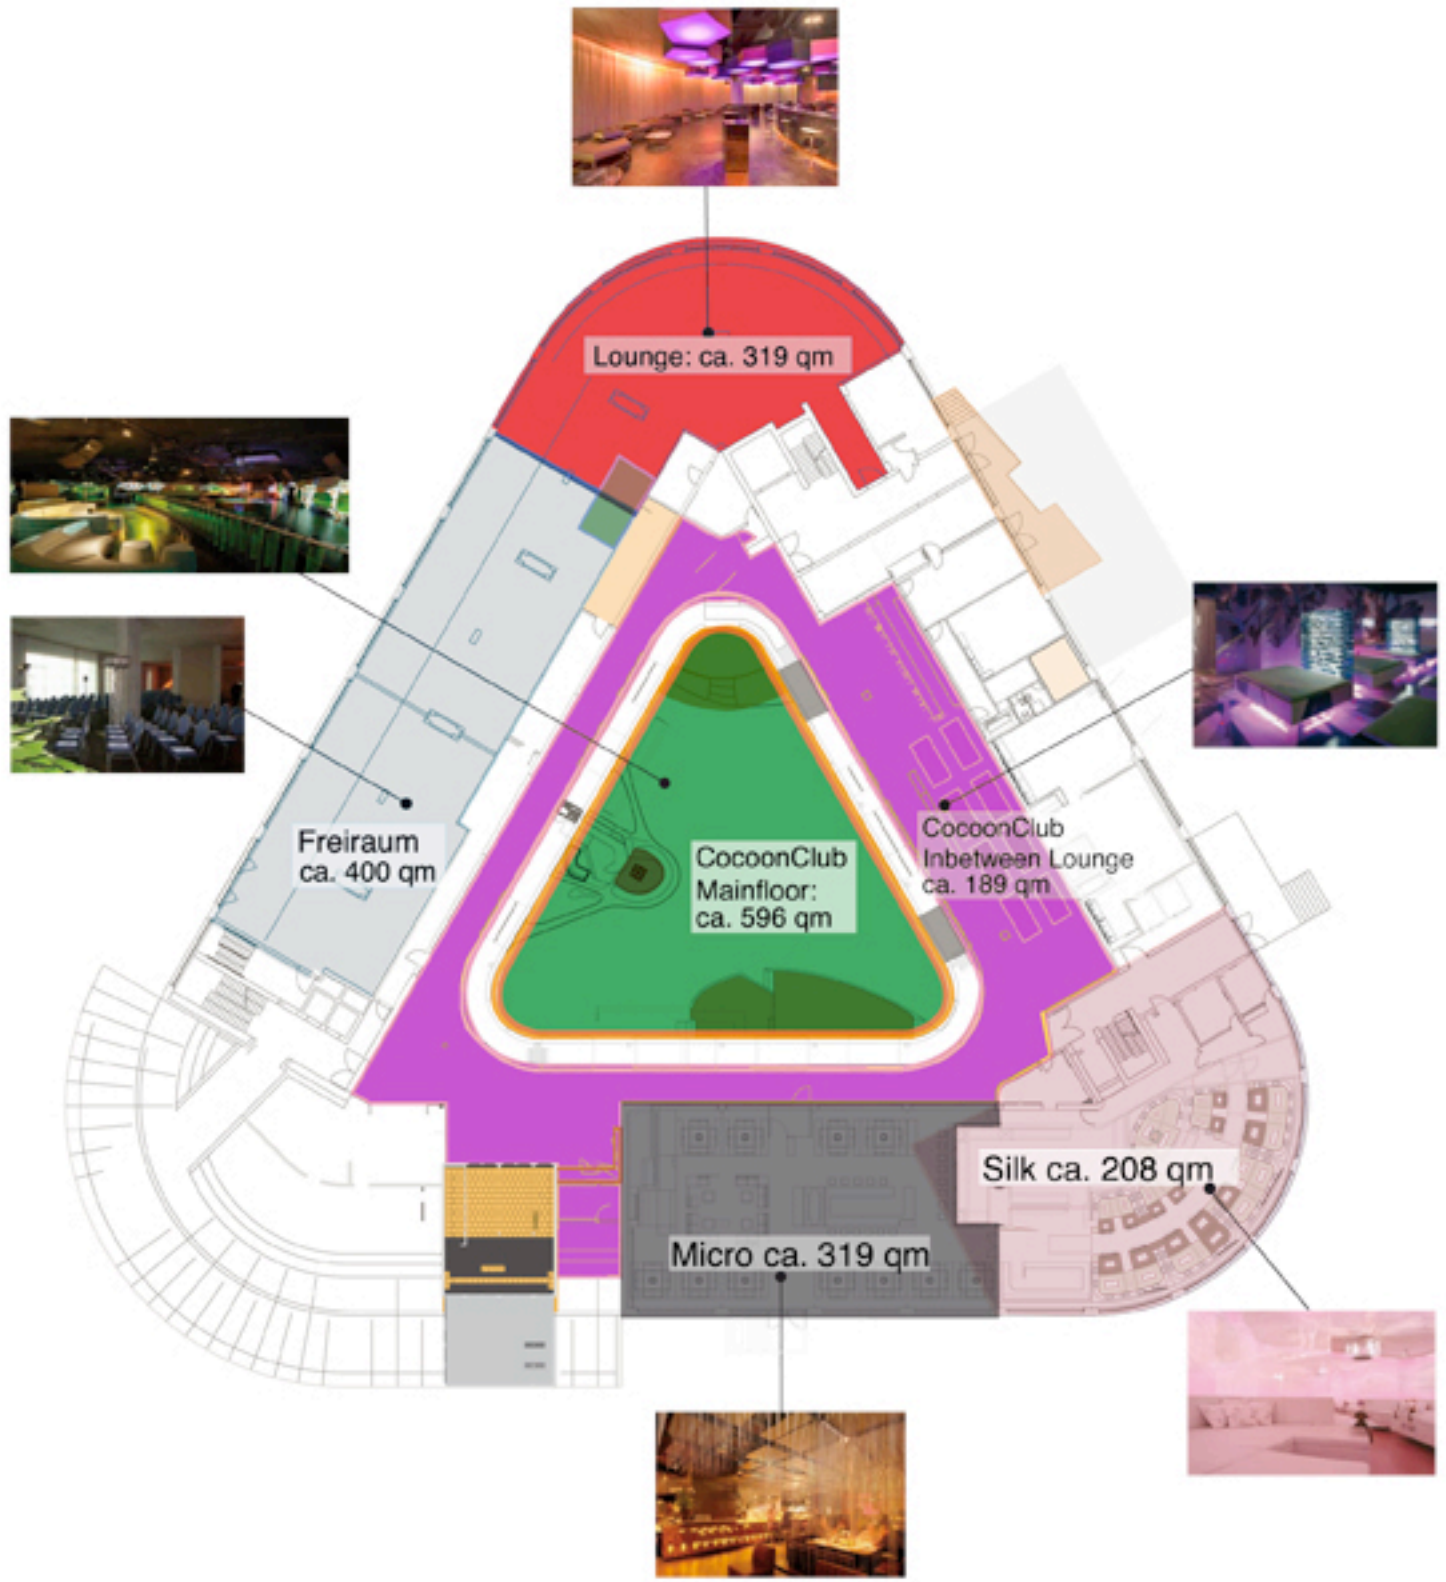 Lounge: ca. 319 qm
Freiraum
ca. 400 qm
CocoonClub
Mainfloor:
ca. 596 qm
CocoonClub
Inbetween Lounge
ca. 189 qm
Silk ca. 208 qm
Micro ca. 319 qm